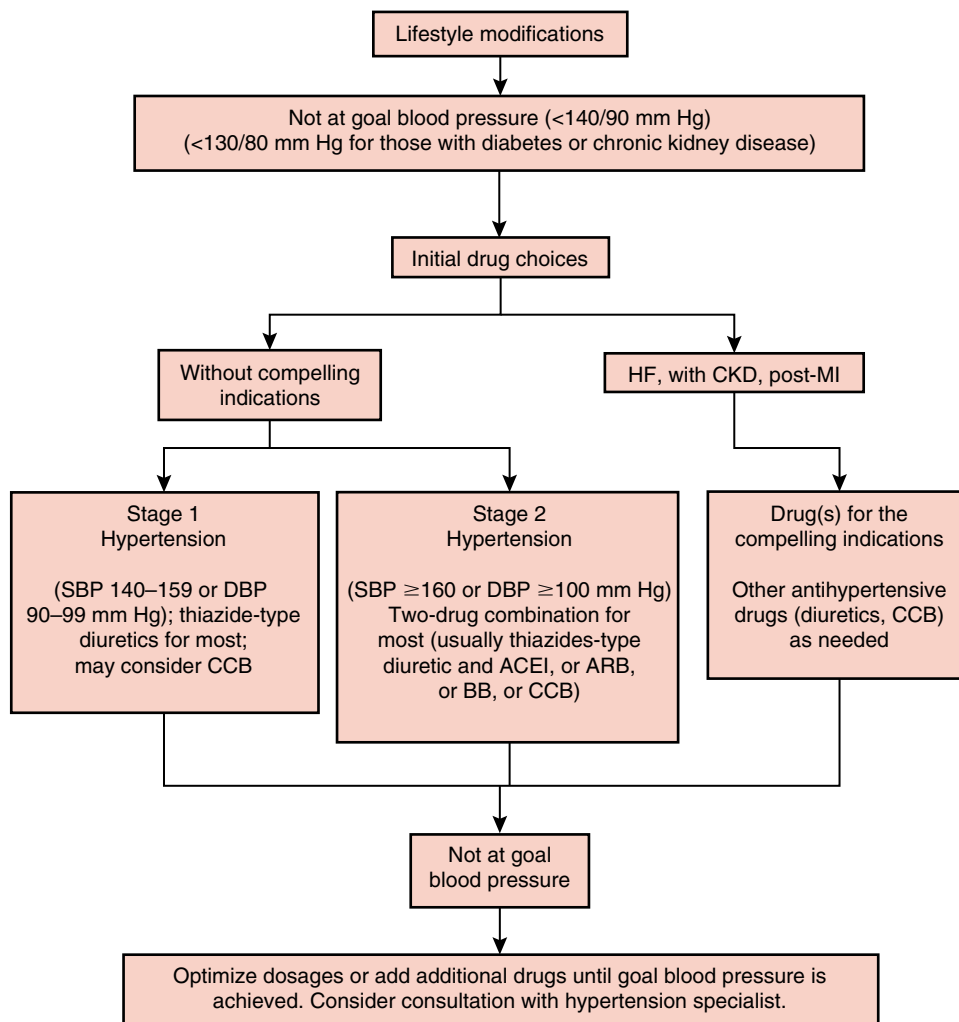 Lifestyle modifications
Not at goal blood pressure (<140/90 mm Hg)
(<130/80 mm Hg for those with diabetes or chronic kidney disease)
Initial drug choices
Without compelling
indications
HF, with CKD, post-MI
Stage 1
Hypertension
(SBP 140–159 or DBP
90–99 mm Hg); thiazide-type
diuretics for most;
may consider CCB
Stage 2
Hypertension
(SBP ≥160 or DBP ≥100 mm Hg)
Two-drug combination for
most (usually thiazides-type
diuretic and ACEI, or ARB,
or BB, or CCB)
Drug(s) for the
compelling indications
Other antihypertensive
drugs (diuretics, CCB)
as needed
Not at goal
blood pressure
Optimize dosages or add additional drugs until goal blood pressure is
achieved. Consider consultation with hypertension specialist.